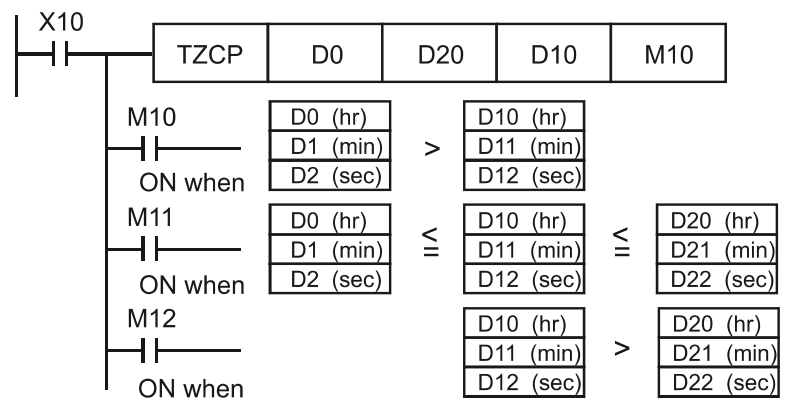 X10
TZCP D0 D20 D10 M10
M10
D0 (hr) D10 (hr)
D1 (min) > D11 (min)
D2 (sec) D12 (sec)
ON when
M11
D0 (hr) D10 (hr) D20 (hr)
D1 (min) ≦ D11 (min) ≦ D21 (min)
D2 (sec) D12 (sec) D22 (sec)
ON when
M12
D10 (hr) D20 (hr)
D11 (min) > D21 (min)
D12 (sec) D22 (sec)
ON when